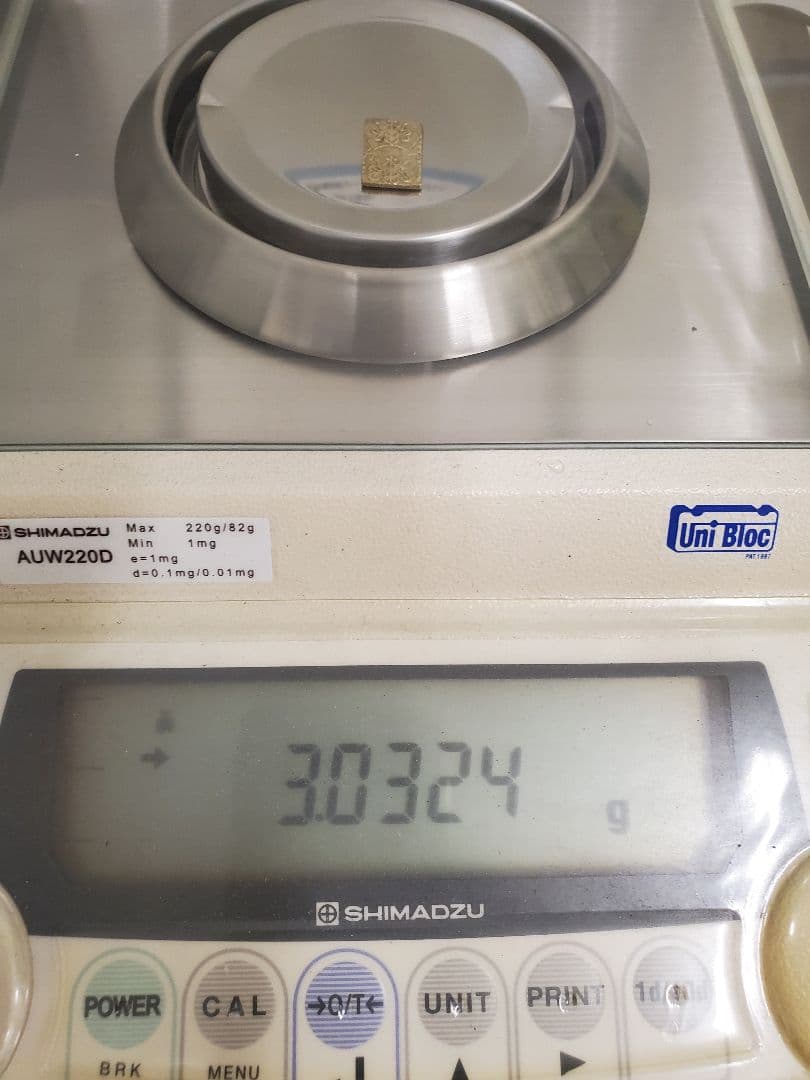 SHIMADZU
AUW220D
Max 220g/82g
Min 1mg
e=1mg
d=0.1mg/0.01mg
Uni Bloc
3.0324 g
SHIMADZU
POWER
CAL
→O/T←
UNIT
PRINT
BRK
MENU